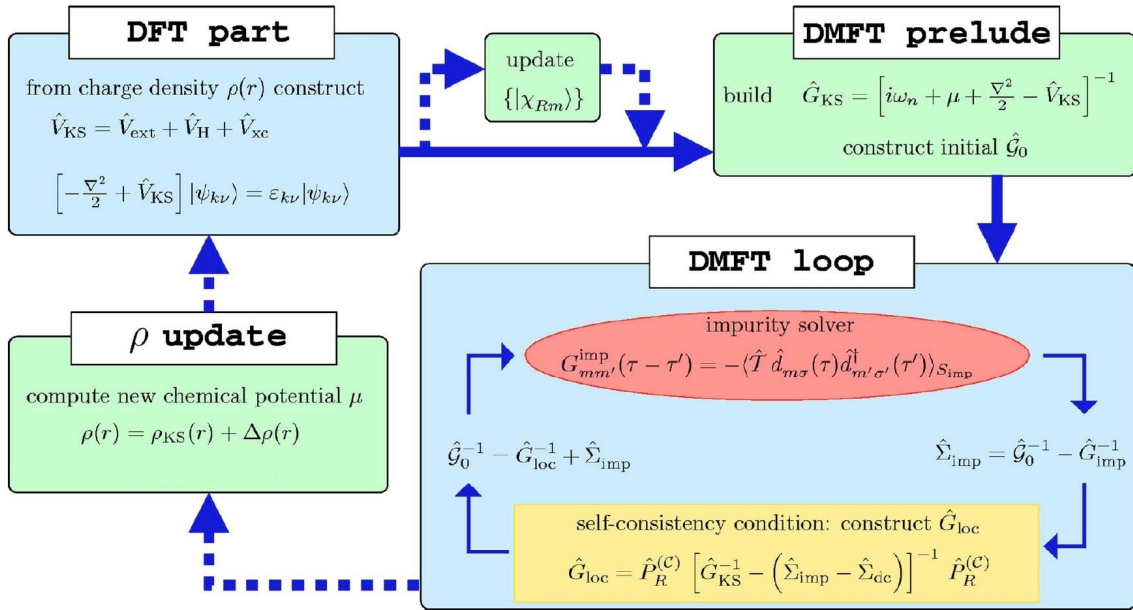 DFT part
from charge density ρ(r) construct
V̂_KS = V̂_ext + V̂_H + V̂_xc
[−∇²/2 + V̂_KS] |ψ_kν⟩ = ε_kν|ψ_kν⟩
update
{|χ_Rm⟩}
DMFT prelude
build Ĝ_KS = [iω_n + μ + ∇²/2 − V̂_KS]⁻¹
construct initial 𝒢̂₀
DMFT loop
impurity solver
G^imp_mm′(τ − τ′) = −⟨𝒯̂ d̂_mσ(τ)d̂†_m′σ′(τ′)⟩_S_imp
𝒢̂₀⁻¹ − Ĝ_loc⁻¹ + Σ̂_imp
Σ̂_imp = 𝒢̂₀⁻¹ − Ĝ_imp⁻¹
self-consistency condition: construct Ĝ_loc
Ĝ_loc = P̂_R^(𝒞) [Ĝ_KS⁻¹ − (Σ̂_imp − Σ̂_dc)]⁻¹ P̂_R^(𝒞)
ρ update
compute new chemical potential μ
ρ(r) = ρ_KS(r) + Δρ(r)